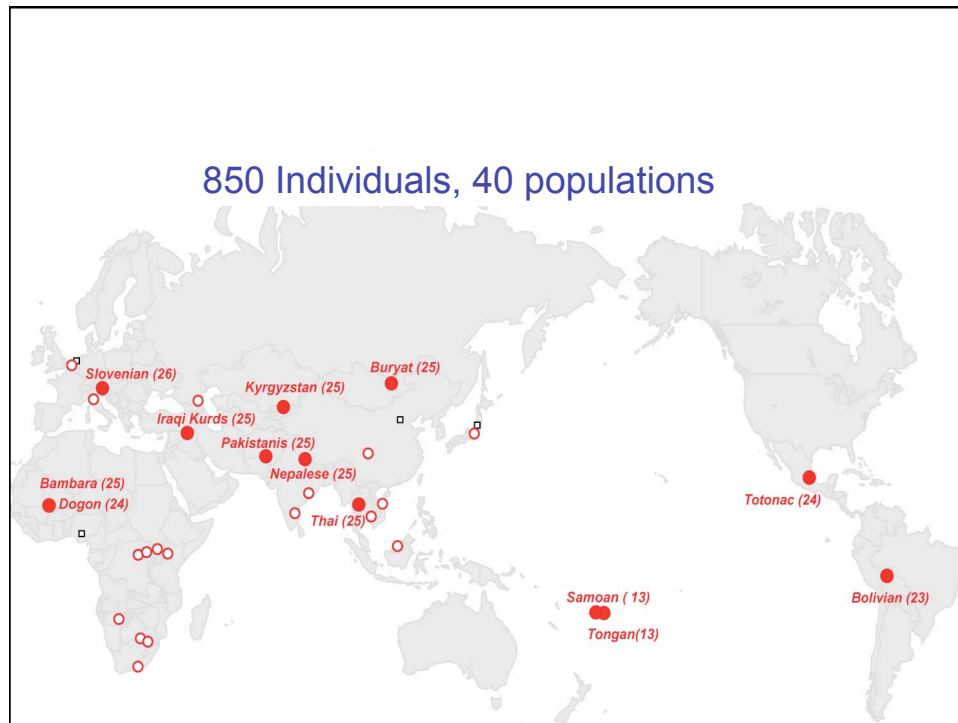 850 Individuals, 40 populations
Buryat (25)
Slovenian (26)
Kyrgyzstan (25)
Iraqi Kurds (25)
Pakistanis (25)
Nepalese (25)
Bambara (25)
Dogon (24)
Thai (25)
Totonac (24)
Samoan ( 13)
Bolivian (23)
Tongan(13)